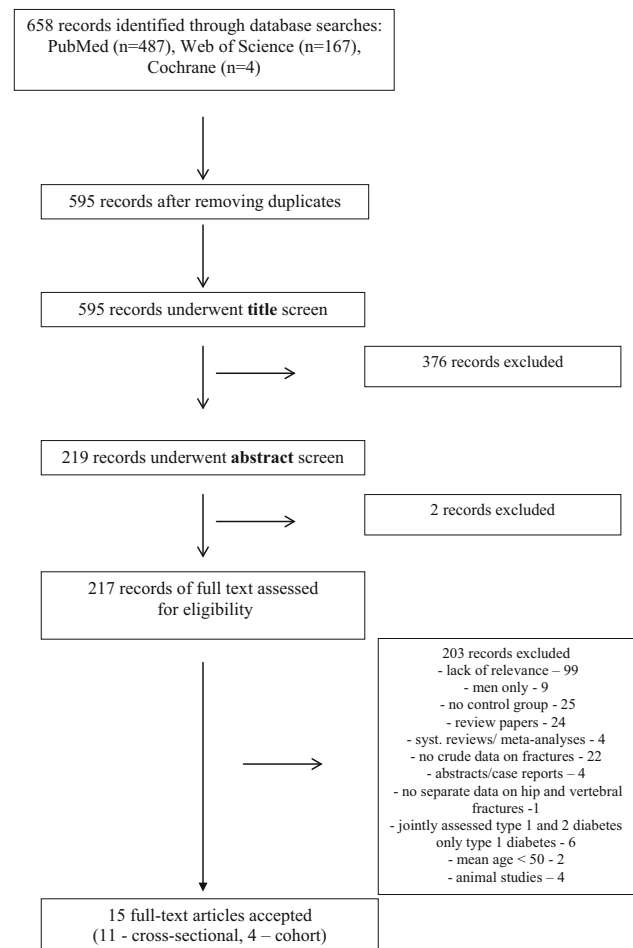 658 records identified through database searches:
PubMed (n=487), Web of Science (n=167),
Cochrane (n=4)
595 records after removing duplicates
595 records underwent title screen
376 records excluded
219 records underwent abstract screen
2 records excluded
217 records of full text assessed
for eligibility
203 records excluded
- lack of relevance – 99
- men only - 9
- no control group - 25
- review papers - 24
- syst. reviews/ meta-analyses - 4
- no crude data on fractures - 22
- abstracts/case reports – 4
- no separate data on hip and vertebral
fractures -1
- jointly assessed type 1 and 2 diabetes
only type 1 diabetes - 6
- mean age < 50 - 2
- animal studies – 4
15 full-text articles accepted
(11 - cross-sectional, 4 – cohort)